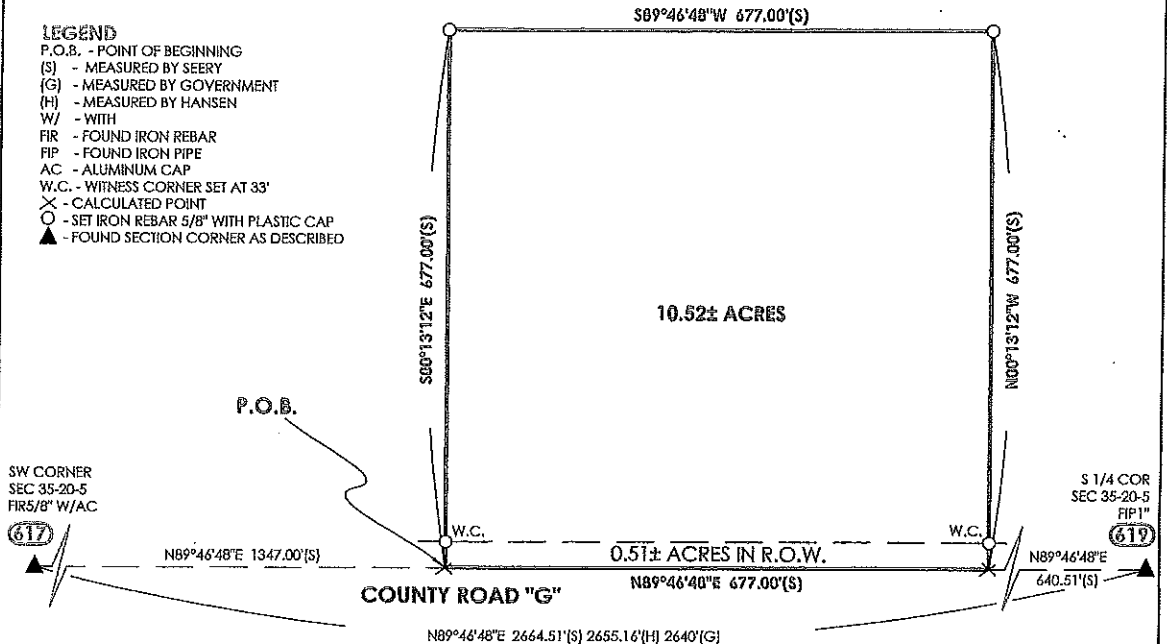 S89°46'48"W 677.00'(S)
LEGEND
P.O.B. - POINT OF BEGINNING
(S) - MEASURED BY SEERY
(G) - MEASURED BY GOVERNMENT
(H) - MEASURED BY HANSEN
W/ - WITH
FIR - FOUND IRON REBAR
FIP - FOUND IRON PIPE
AC - ALUMINUM CAP
W.C. - WITNESS CORNER SET AT 33'
X - CALCULATED POINT
O - SET IRON REBAR 5/8" WITH PLASTIC CAP
▲ - FOUND SECTION CORNER AS DESCRIBED
S00°13'12"E 677.00'(S)
N00°13'12"W 677.00'(S)
10.52± ACRES
P.O.B.
SW CORNER
SEC 35-20-5
FIR5/8" W/AC
617
S 1/4 COR
SEC 35-20-5
FIP1"
619
W.C.
W.C.
N89°46'48"E 1347.00'(S)
0.51± ACRES IN R.O.W.
N89°46'48"E
640.51'(S)
N89°46'48"E 677.00'(S)
COUNTY ROAD "G"
N89°46'48"E 2664.51'(S) 2655.16'(H) 2640'(G)